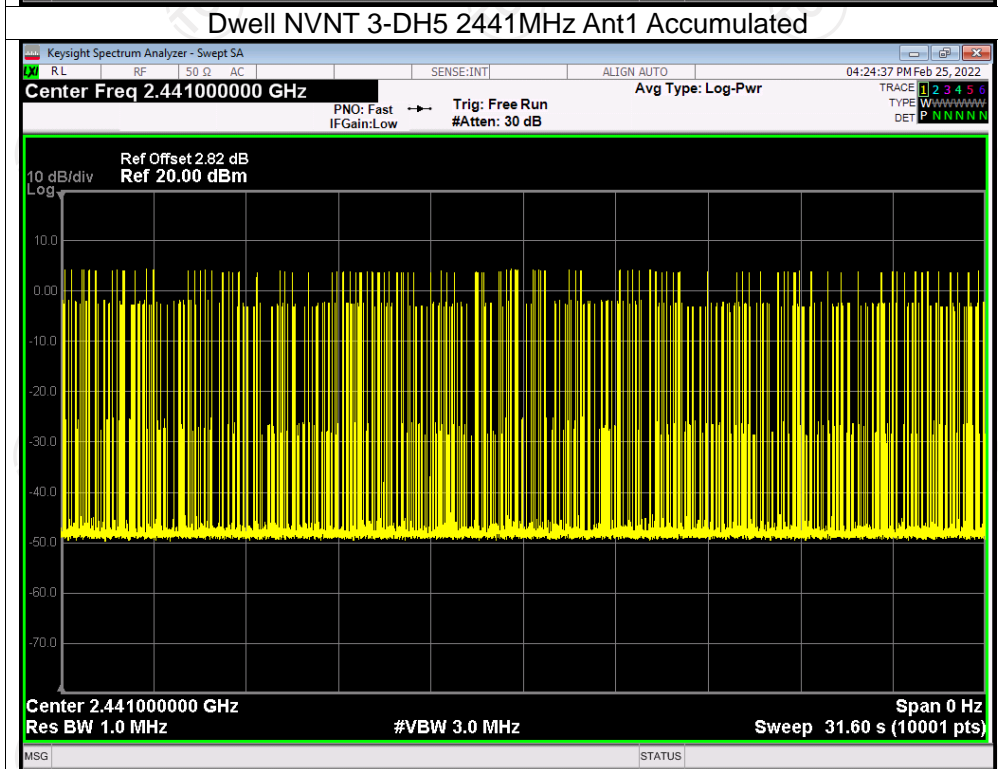 Dwell NVNT 3-DH5 2441MHz Ant1 Accumulated
Keysight Spectrum Analyzer - Swept SA
LXI RL RF 50 Ω AC SENSE:INT ALIGN AUTO 04:24:37 PM Feb 25, 2022
Center Freq 2.441000000 GHz Avg Type: Log-Pwr TRACE 1 2 3 4 5 6
PNO: Fast Trig: Free Run TYPE WWWWWW
IFGain:Low #Atten: 30 dB DET P N N N N N
Ref Offset 2.82 dB
10 dB/div Ref 20.00 dBm
Log
10.0
0.00
-10.0
-20.0
-30.0
-40.0
-50.0
-60.0
-70.0
Center 2.441000000 GHz Span 0 Hz
Res BW 1.0 MHz #VBW 3.0 MHz Sweep 31.60 s (10001 pts)
MSG STATUS